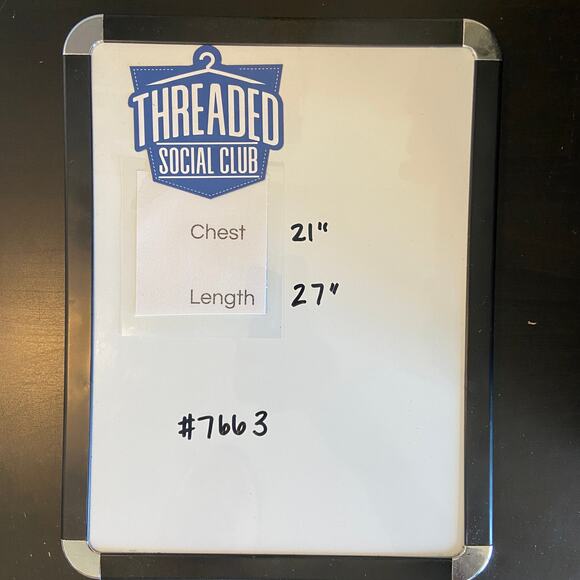 THREADED
SOCIAL CLUB
Chest 21"
Length 27"
#7663